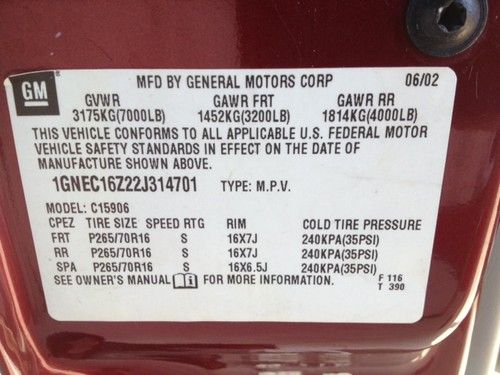 GM
MFD BY GENERAL MOTORS CORP 06/02
GVWR GAWR FRT GAWR RR
3175KG(7000LB) 1452KG(3200LB) 1814KG(4000LB)
THIS VEHICLE CONFORMS TO ALL APPLICABLE U.S. FEDERAL MOTOR
VEHICLE SAFETY STANDARDS IN EFFECT ON THE DATE OF
MANUFACTURE SHOWN ABOVE.
1GNEC16Z22J314701 TYPE: M.P.V.
MODEL: C15906
CPEZ TIRE SIZE SPEED RTG RIM COLD TIRE PRESSURE
FRT P265/70R16 S 16X7J 240KPA(35PSI)
RR P265/70R16 S 16X7J 240KPA(35PSI)
SPA P265/70R16 S 16X6.5J 240KPA(35PSI)
SEE OWNER'S MANUAL FOR MORE INFORMATION. F 116
T 390